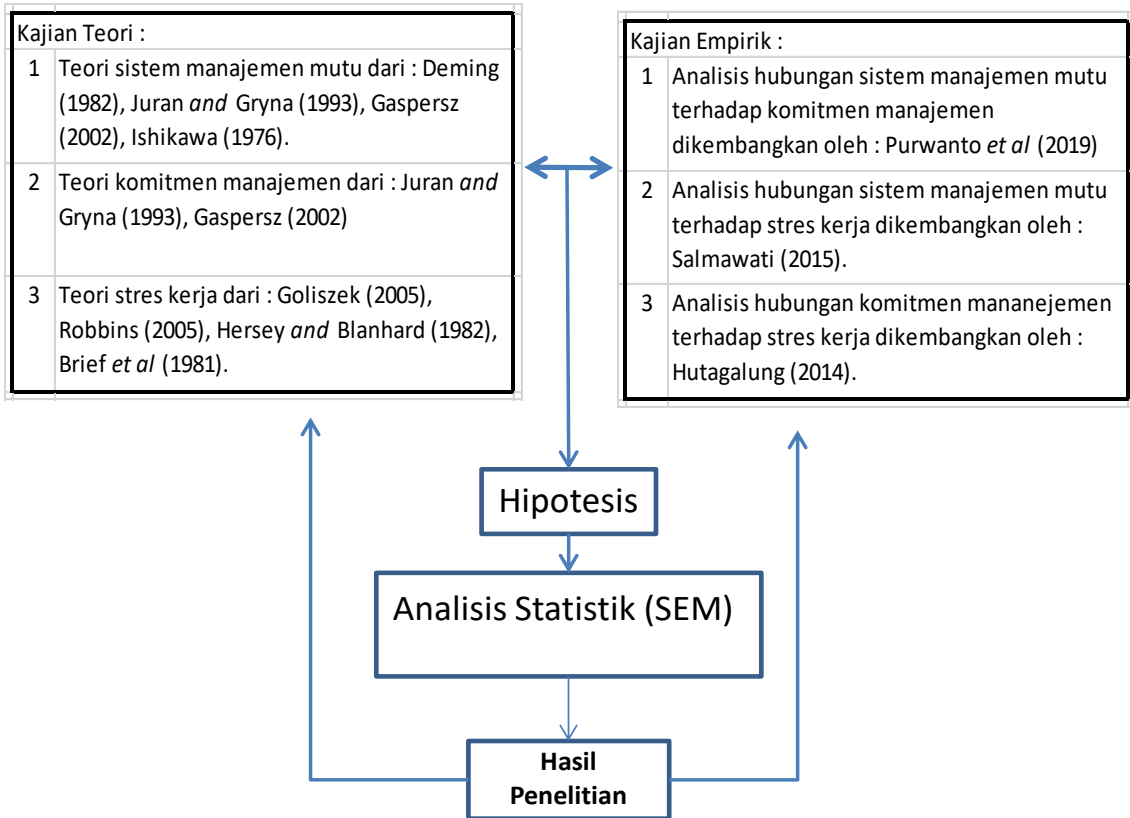 Kajian Teori :
1 Teori sistem manajemen mutu dari : Deming
(1982), Juran and Gryna (1993), Gaspersz
(2002), Ishikawa (1976).
2 Teori komitmen manajemen dari : Juran and
Gryna (1993), Gaspersz (2002)
3 Teori stres kerja dari : Goliszek (2005),
Robbins (2005), Hersey and Blanhard (1982),
Brief et al (1981).
Kajian Empirik :
1 Analisis hubungan sistem manajemen mutu
terhadap komitmen manajemen
dikembangkan oleh : Purwanto et al (2019)
2 Analisis hubungan sistem manajemen mutu
terhadap stres kerja dikembangkan oleh :
Salmawati (2015).
3 Analisis hubungan komitmen mananejemen
terhadap stres kerja dikembangkan oleh :
Hutagalung (2014).
Hipotesis
Analisis Statistik (SEM)
Hasil
Penelitian